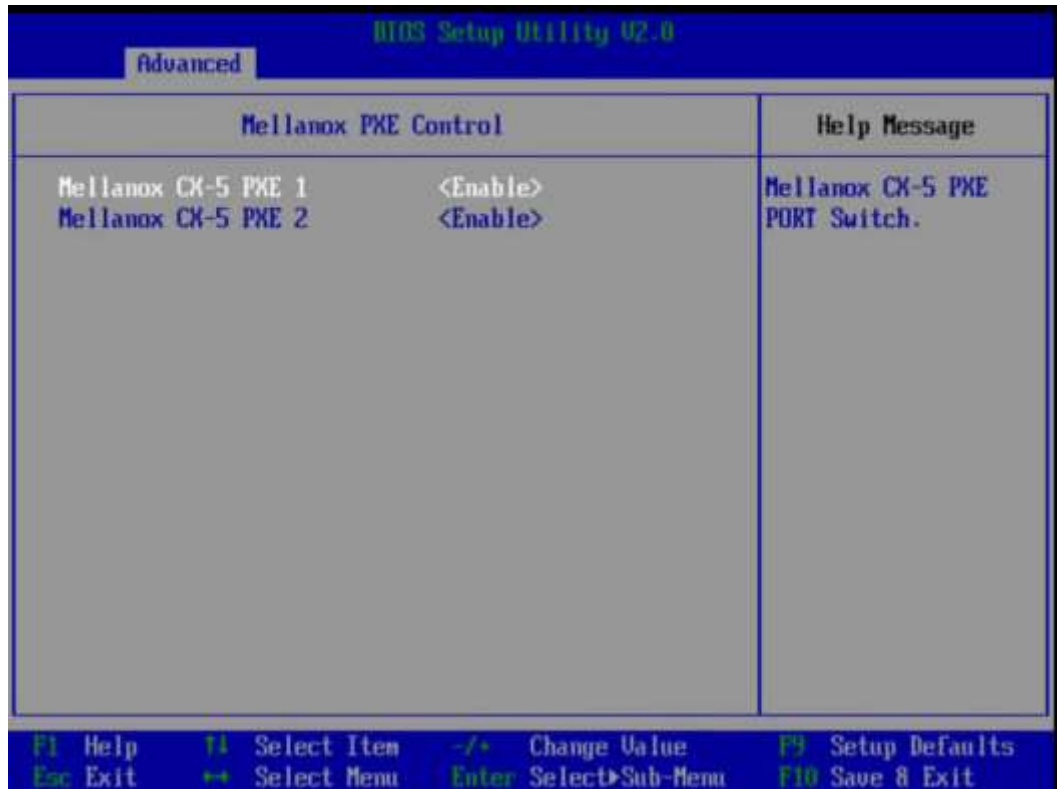 BIOS Setup Utility V2.0
Advanced
Mellanox PXE Control
Help Message
Mellanox CX-5 PXE 1 <Enable>
Mellanox CX-5 PXE 2 <Enable>
Mellanox CX-5 PXE
PORT Switch.
F1 Help ↑↓ Select Item -/+ Change Value F9 Setup Defaults
Esc Exit ←→ Select Menu Enter Select▶Sub-Menu F10 Save & Exit